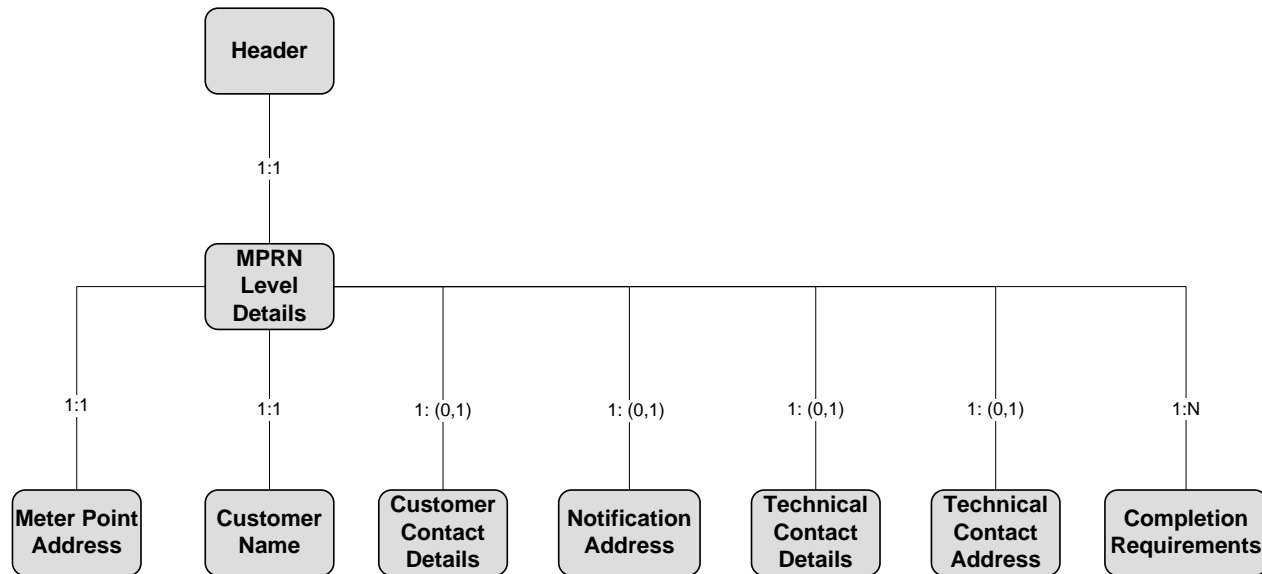 Header
1:1
MPRN
Level
Details
1:1
1:1
1: (0,1)
1: (0,1)
1: (0,1)
1: (0,1)
1:N
Meter Point
Address
Customer
Name
Customer
Contact
Details
Notification
Address
Technical
Contact
Details
Technical
Contact
Address
Completion
Requirements